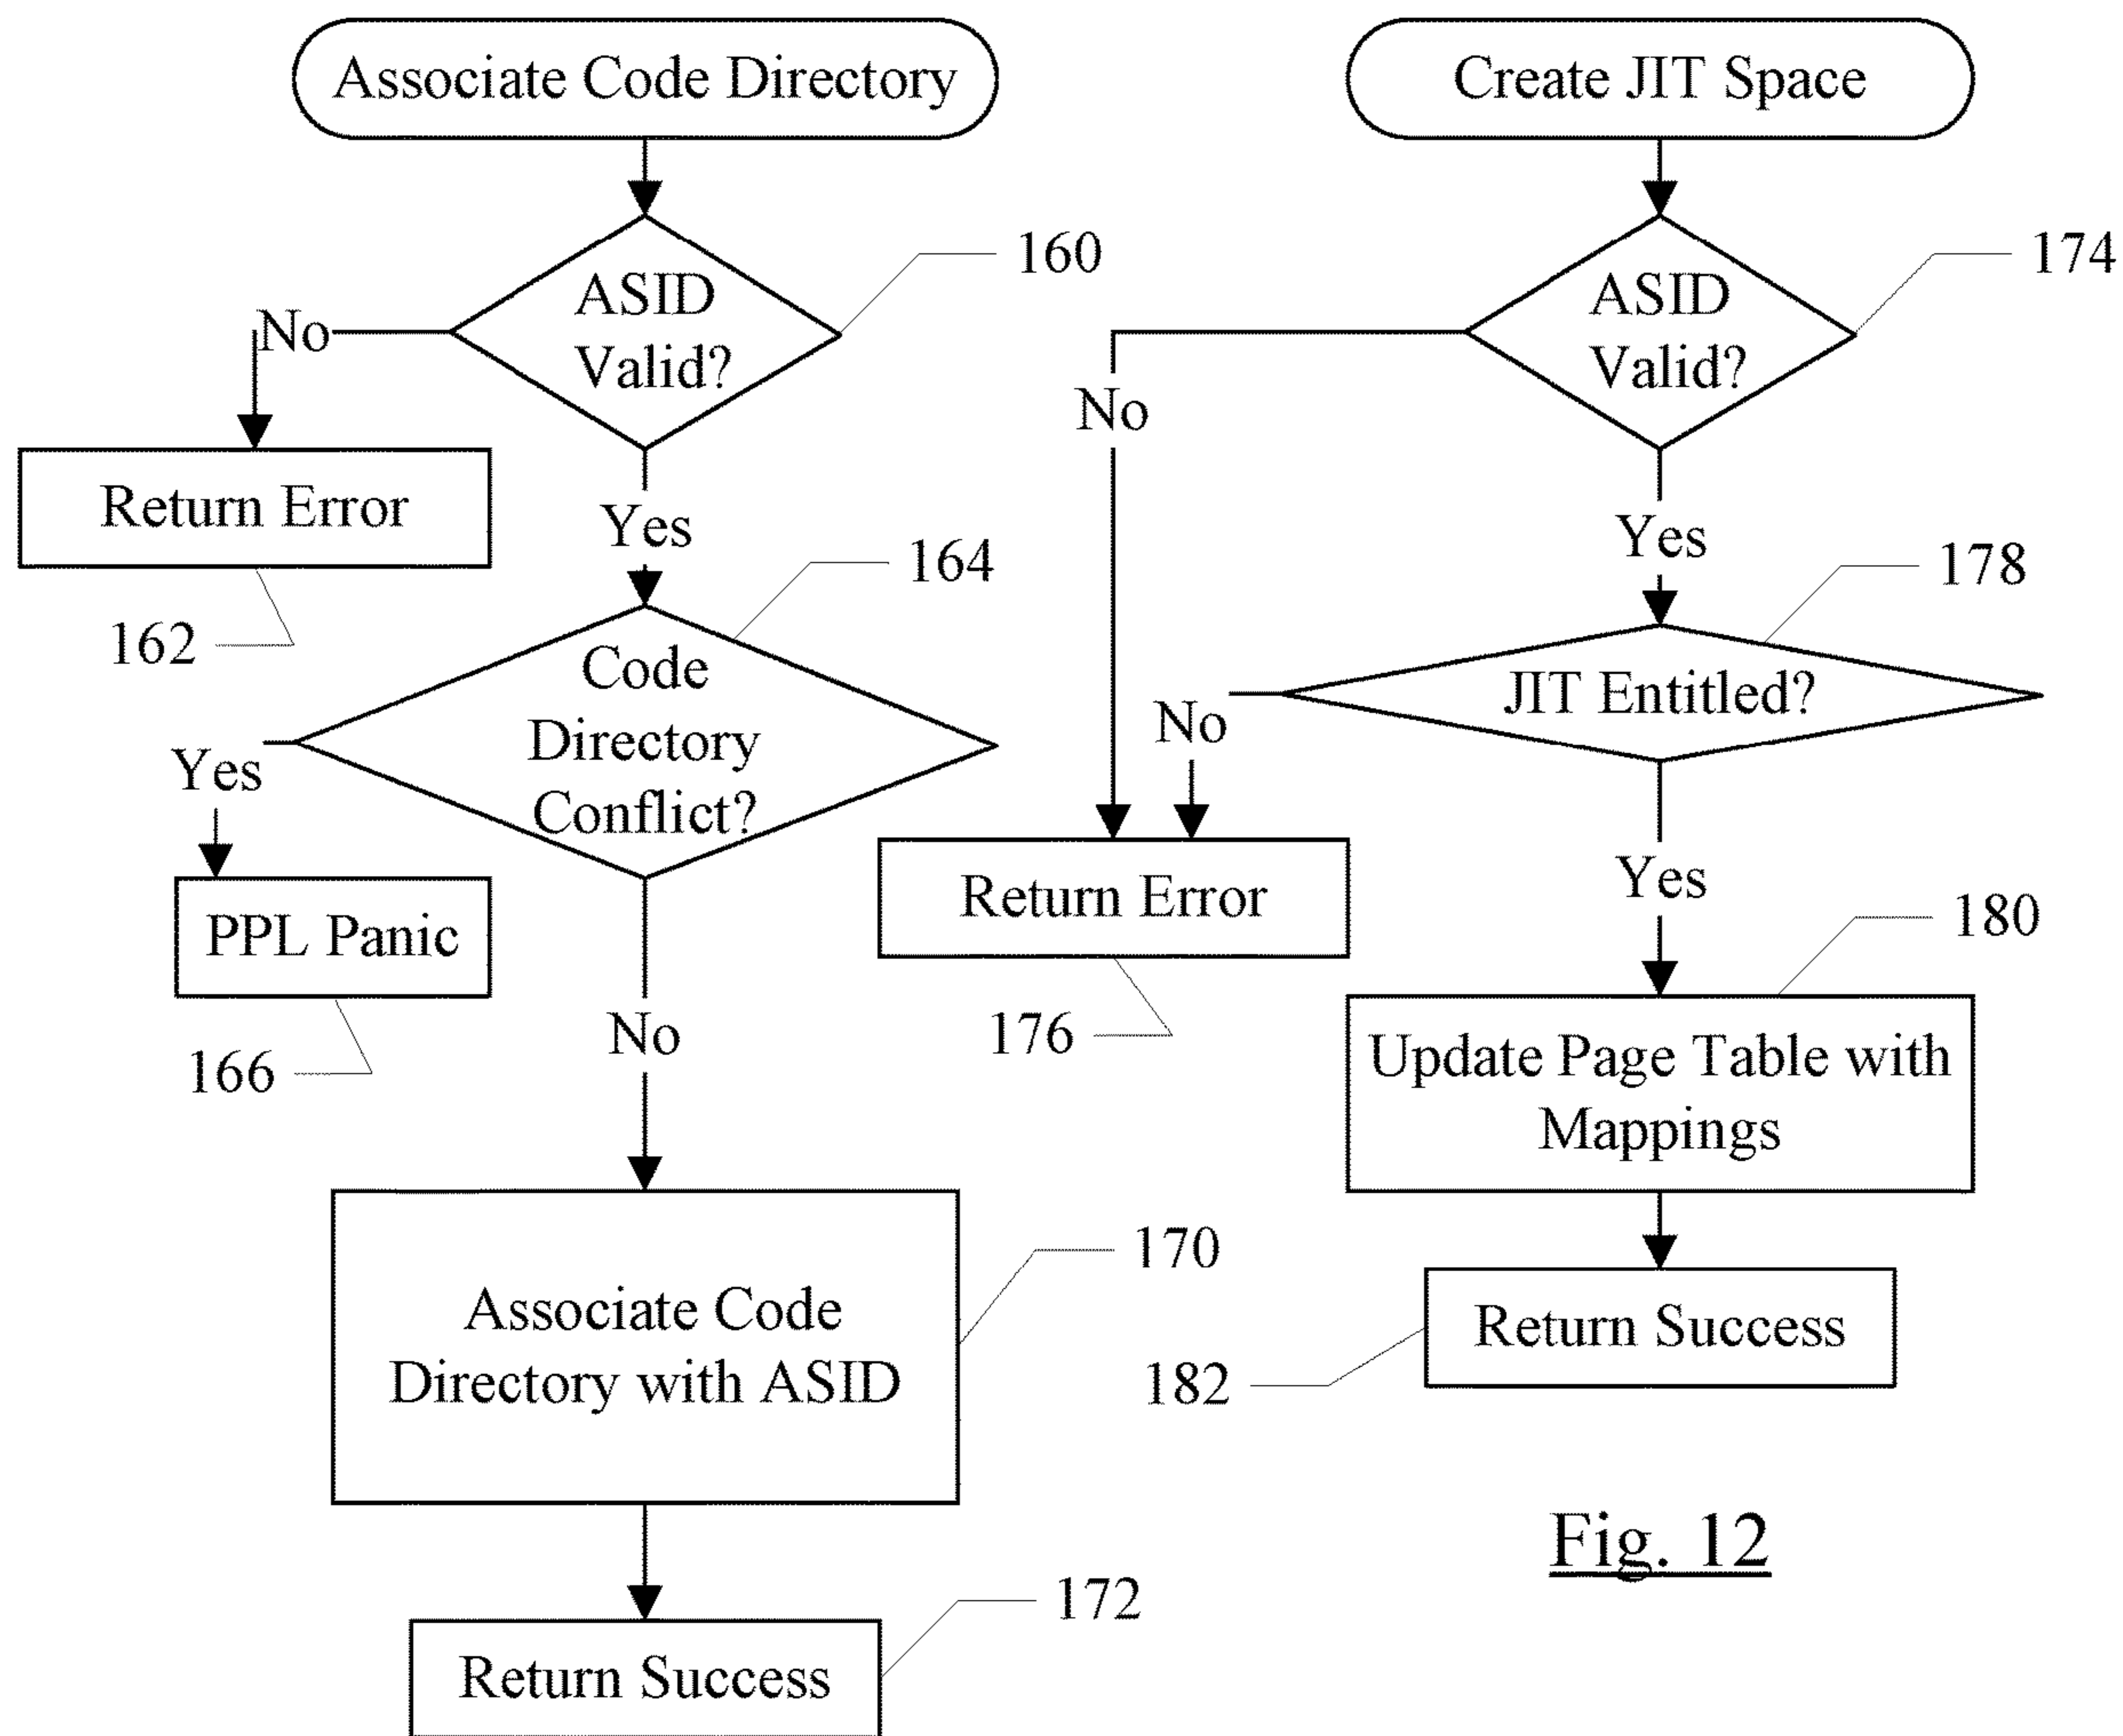 Associate Code Directory
ASID
Valid?
160
No
Return Error
162
Yes
164
Code
Directory
Conflict?
Yes
PPL Panic
166
No
Associate Code
Directory with ASID
170
Return Success
172
Create JIT Space
ASID
Valid?
174
No
Yes
178
JIT Entitled?
No
Return Error
176
Yes
180
Update Page Table with
Mappings
Return Success
182
Fig. 12